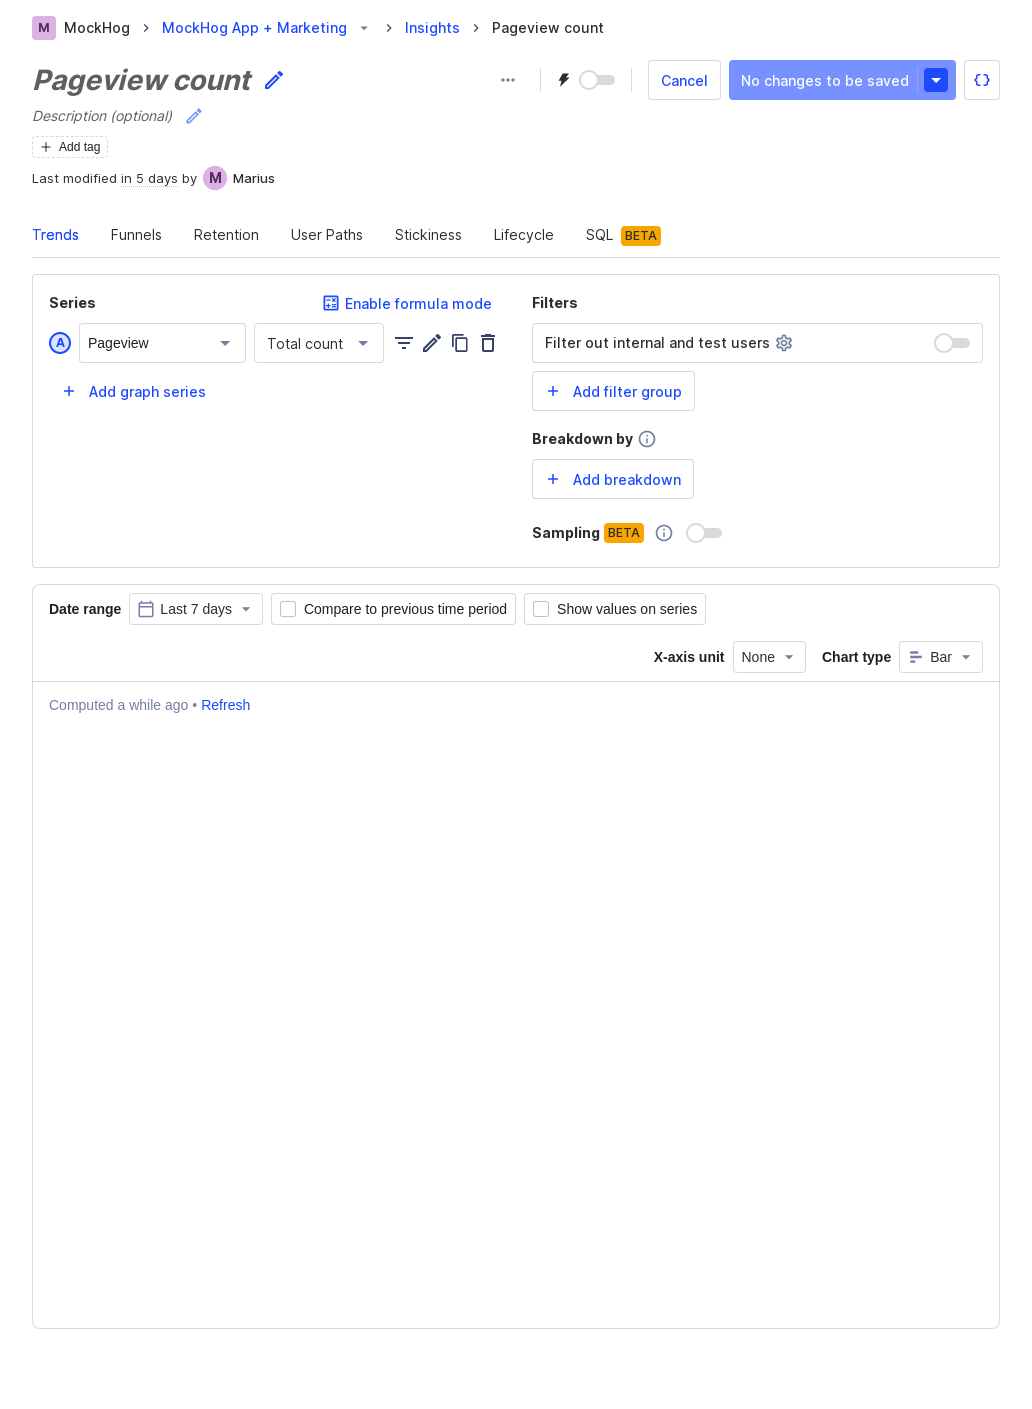 M MockHog MockHog App + Marketing Insights Pageview count
Pageview count
Cancel No changes to be saved
Description (optional)
Add tag
Last modified in 5 days by M Marius
Trends Funnels Retention User Paths Stickiness Lifecycle SQL BETA
Series Enable formula mode
A Pageview Total count
Add graph series
Filters
Filter out internal and test users
Add filter group
Breakdown by
Add breakdown
Sampling BETA
Date range Last 7 days Compare to previous time period Show values on series
X-axis unit None Chart type Bar
Computed a while ago • Refresh